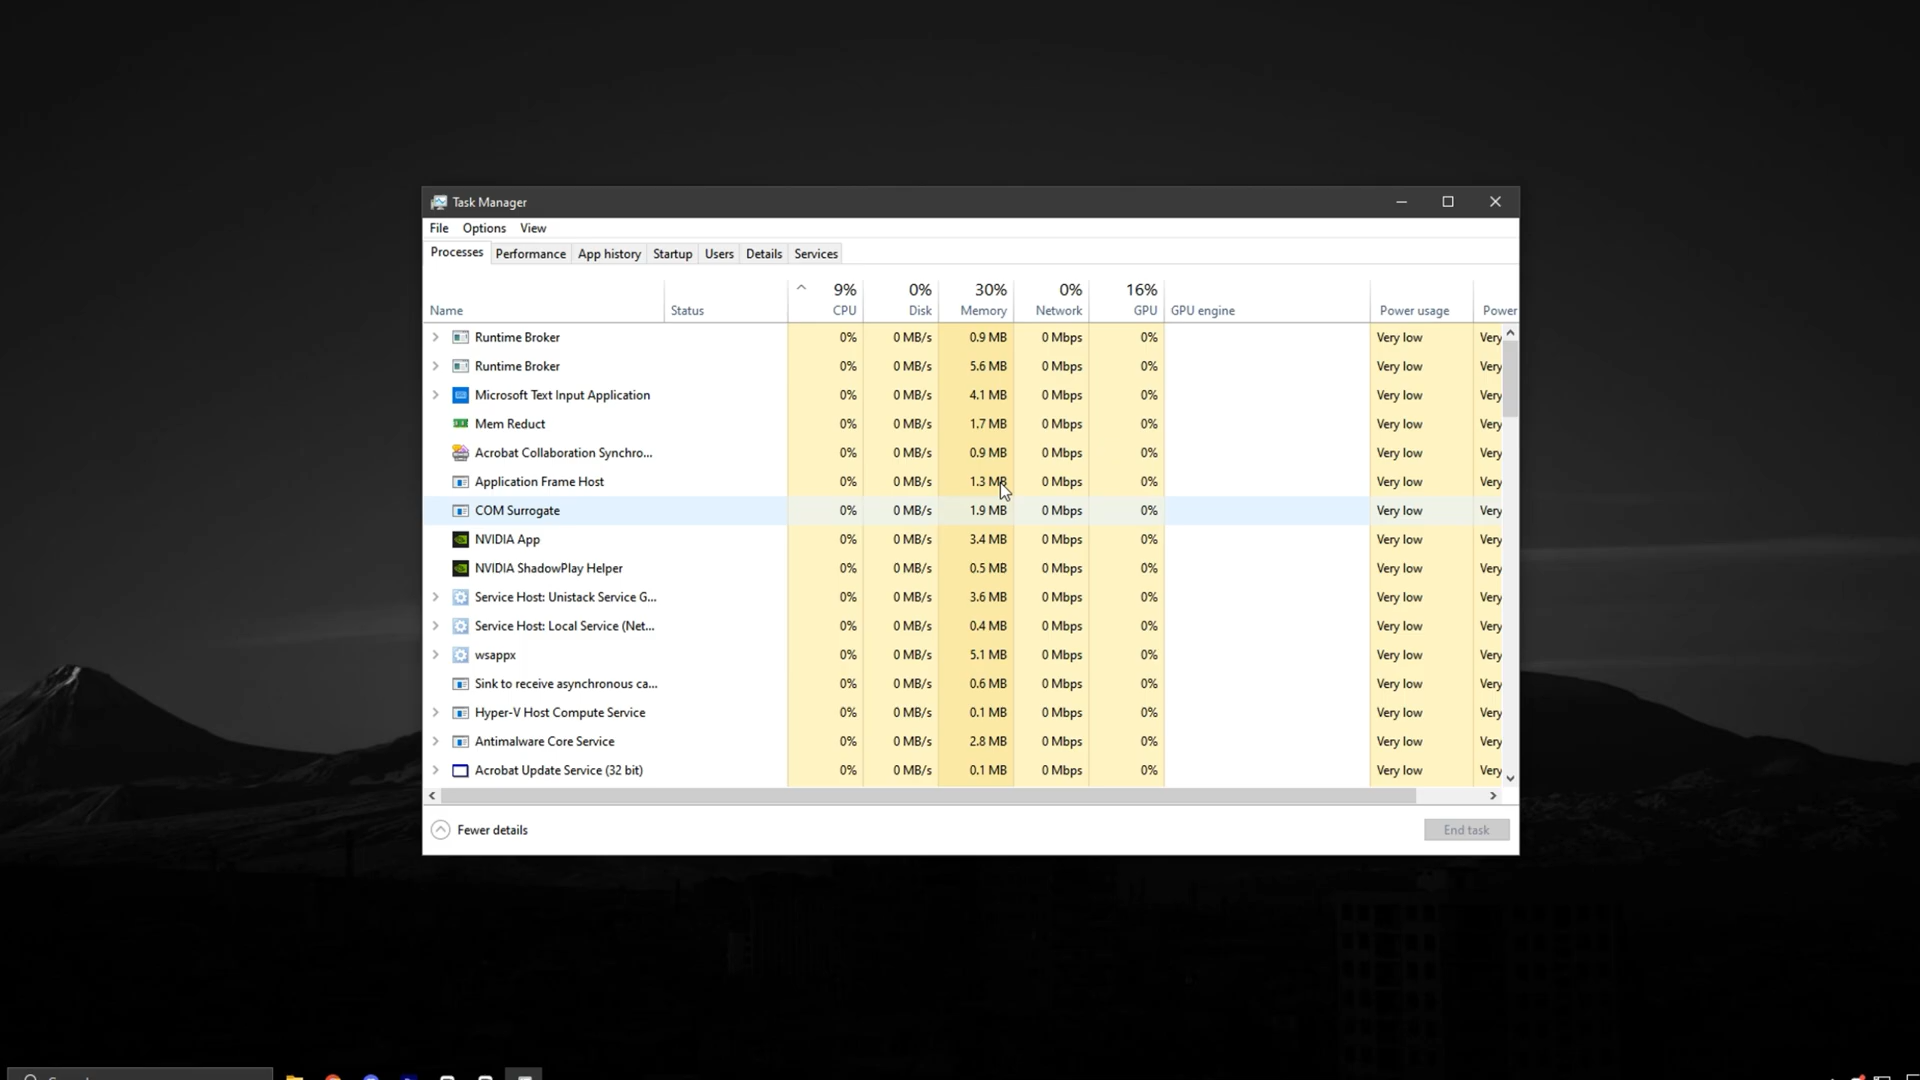 Task Manager
File Options View
Processes Performance App history Startup Users Details Services
9% 0% 30% 0% 16%
Name Status CPU Disk Memory Network GPU GPU engine Power usage Power
Runtime Broker 0% 0 MB/s 0.9 MB 0 Mbps 0% Very low Very
Runtime Broker 0% 0 MB/s 5.6 MB 0 Mbps 0% Very low Very
Microsoft Text Input Application 0% 0 MB/s 4.1 MB 0 Mbps 0% Very low Very
Mem Reduct 0% 0 MB/s 1.7 MB 0 Mbps 0% Very low Very
Acrobat Collaboration Synchro... 0% 0 MB/s 0.9 MB 0 Mbps 0% Very low Very
Application Frame Host 0% 0 MB/s 1.3 MB 0 Mbps 0% Very low Very
COM Surrogate 0% 0 MB/s 1.9 MB 0 Mbps 0% Very low Very
NVIDIA App 0% 0 MB/s 3.4 MB 0 Mbps 0% Very low Very
NVIDIA ShadowPlay Helper 0% 0 MB/s 0.5 MB 0 Mbps 0% Very low Very
Service Host: Unistack Service G... 0% 0 MB/s 3.6 MB 0 Mbps 0% Very low Very
Service Host: Local Service (Net... 0% 0 MB/s 0.4 MB 0 Mbps 0% Very low Very
wsappx 0% 0 MB/s 5.1 MB 0 Mbps 0% Very low Very
Sink to receive asynchronous ca... 0% 0 MB/s 0.6 MB 0 Mbps 0% Very low Very
Hyper-V Host Compute Service 0% 0 MB/s 0.1 MB 0 Mbps 0% Very low Very
Antimalware Core Service 0% 0 MB/s 2.8 MB 0 Mbps 0% Very low Very
Acrobat Update Service (32 bit) 0% 0 MB/s 0.1 MB 0 Mbps 0% Very low Very
Fewer details End task